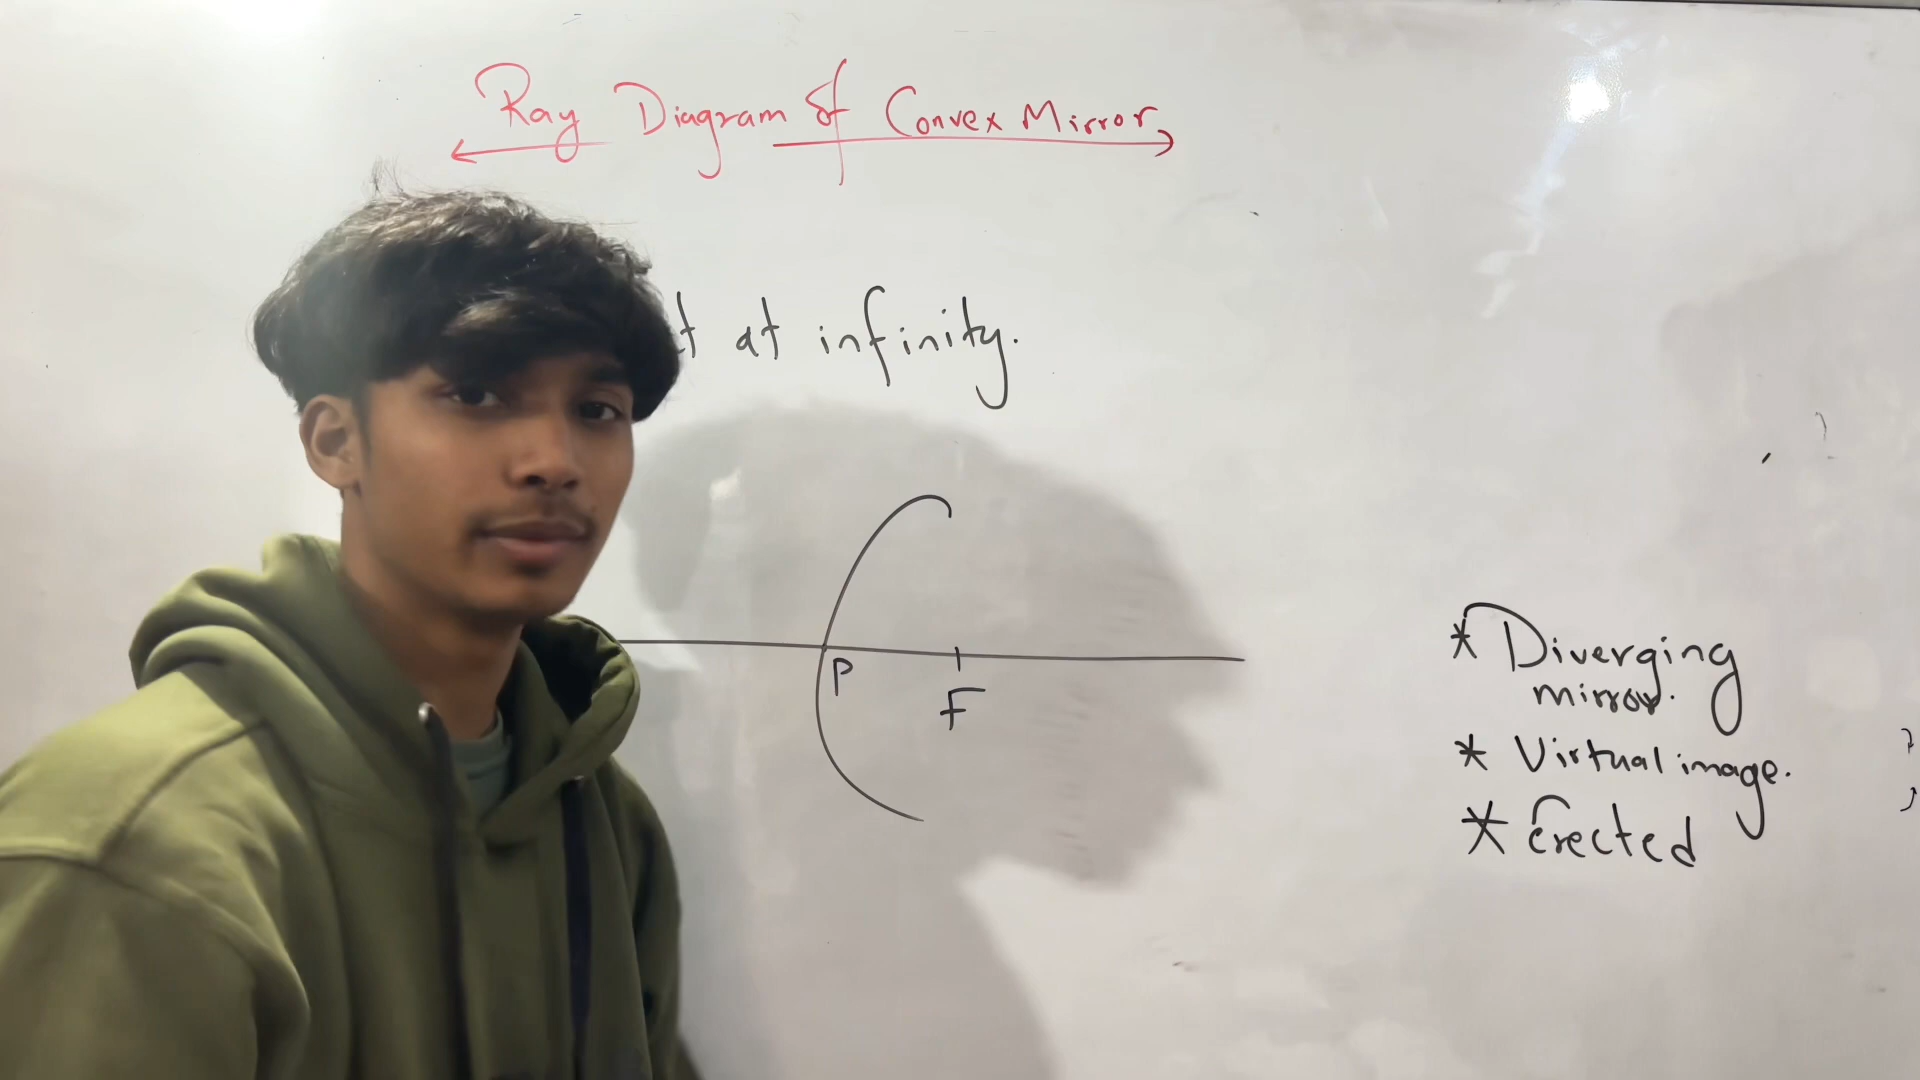 Ray Diagram of Convex Mirror
t at infinity.
P
F
* Diverging
mirror.
* Virtual image.
* Erected